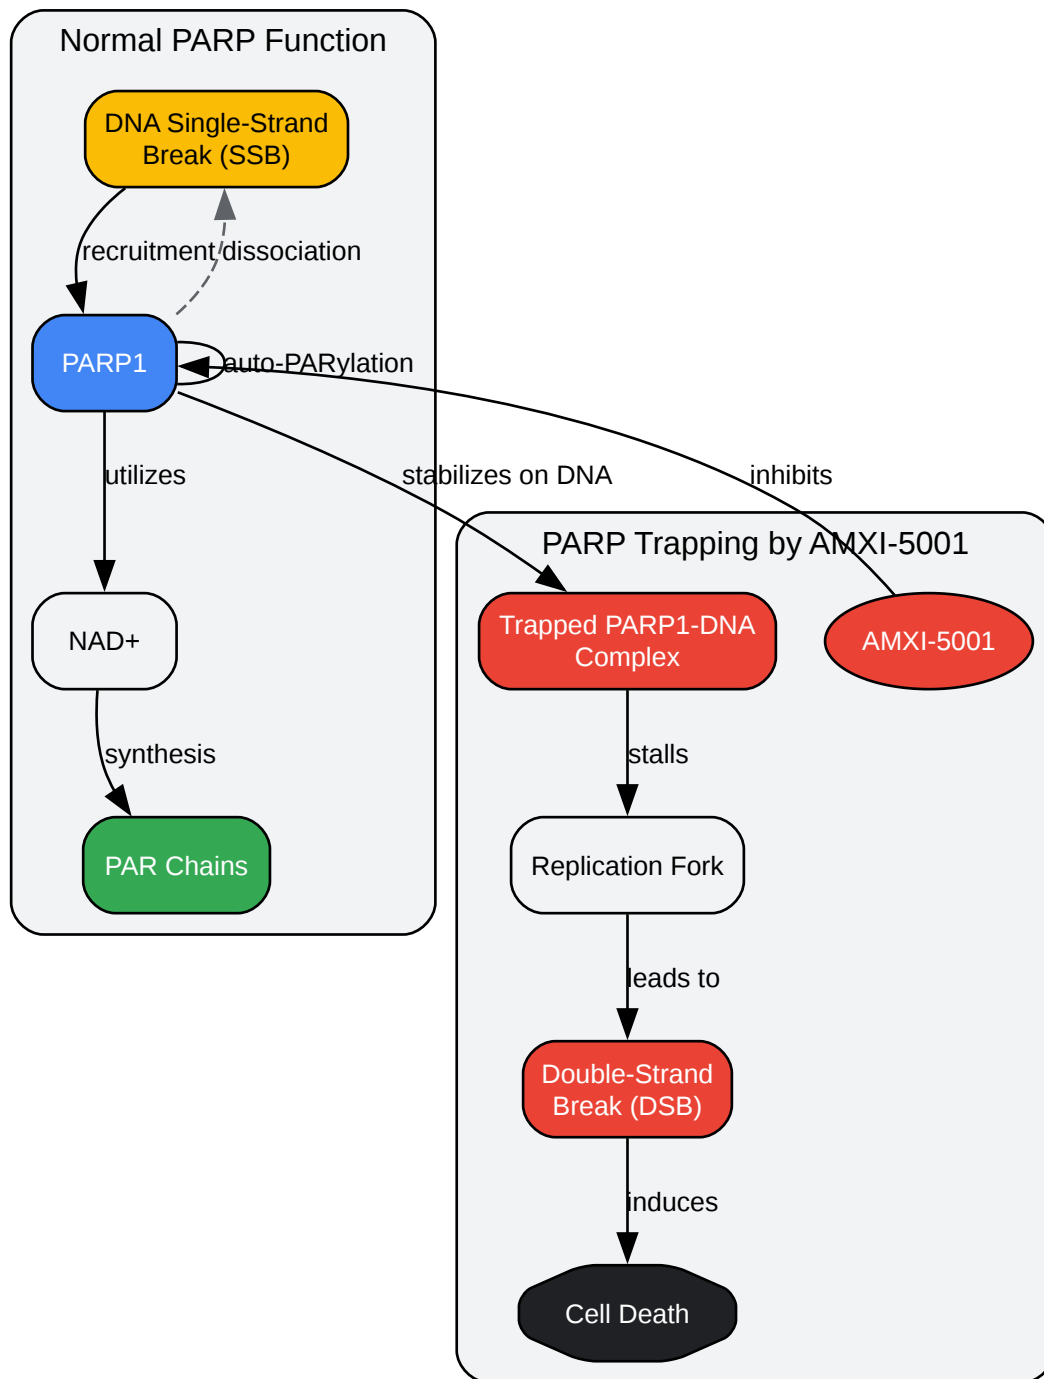 Normal PARP Function
DNA Single-Strand
Break (SSB)
recruitment
dissociation
PARP1
auto-PARylation
utilizes
stabilizes on DNA
inhibits
PARP Trapping by AMXI-5001
NAD+
Trapped PARP1-DNA
Complex
AMXI-5001
synthesis
stalls
PAR Chains
Replication Fork
leads to
Double-Strand
Break (DSB)
induces
Cell Death